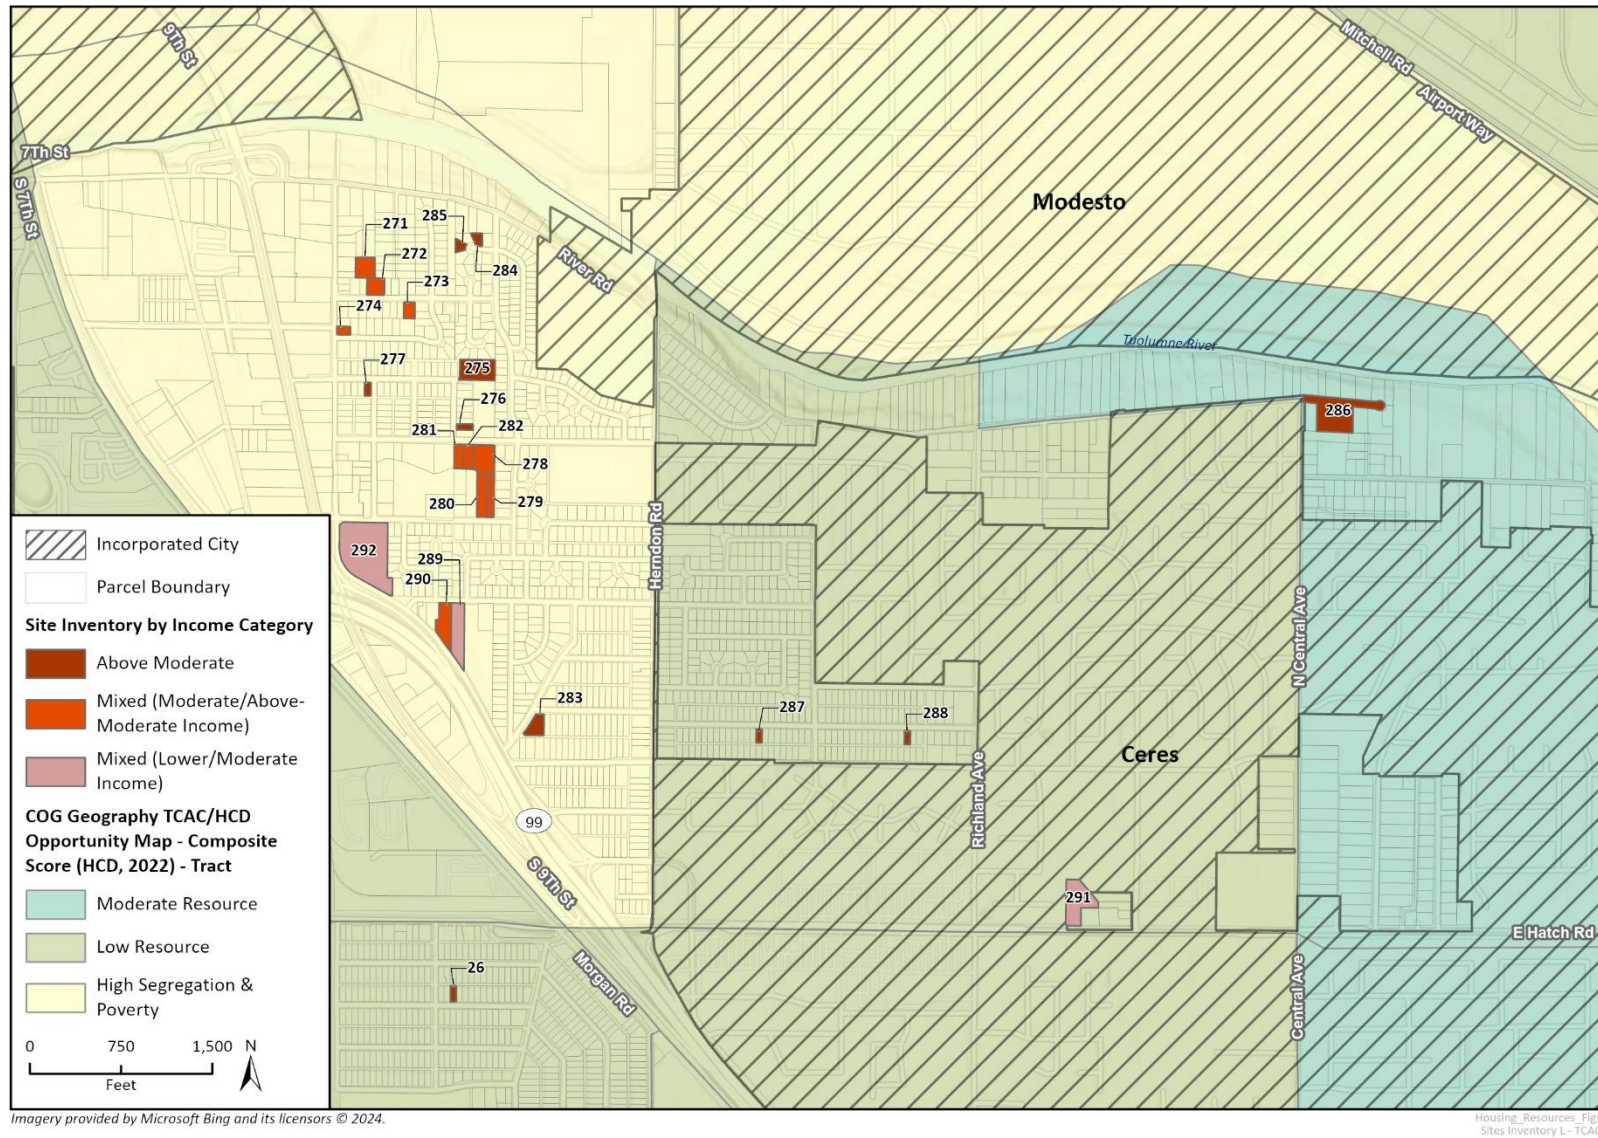 9Th St
Mitchell Rd
Airport Way
7Th St
S 7Th St
Modesto
271
285
272
284
273
River Rd
274
Tuolumne River
277
275
276
286
281
282
278
280
279
Herndon Rd
292
289
290
N Central Ave
283
287
288
Ceres
Richland Ave
99
S 9Th St
291
E Hatch Rd
26
Morgan Rd
Central Ave
Incorporated City
Parcel Boundary
Site Inventory by Income Category
Above Moderate
Mixed (Moderate/Above-
Moderate Income)
Mixed (Lower/Moderate
Income)
COG Geography TCAC/HCD
Opportunity Map - Composite
Score (HCD, 2022) - Tract
Moderate Resource
Low Resource
High Segregation &
Poverty
0 750 1,500 N
Feet
Imagery provided by Microsoft Bing and its licensors © 2024.
Housing_Resources_Figs
Sites Inventory L - TCAC